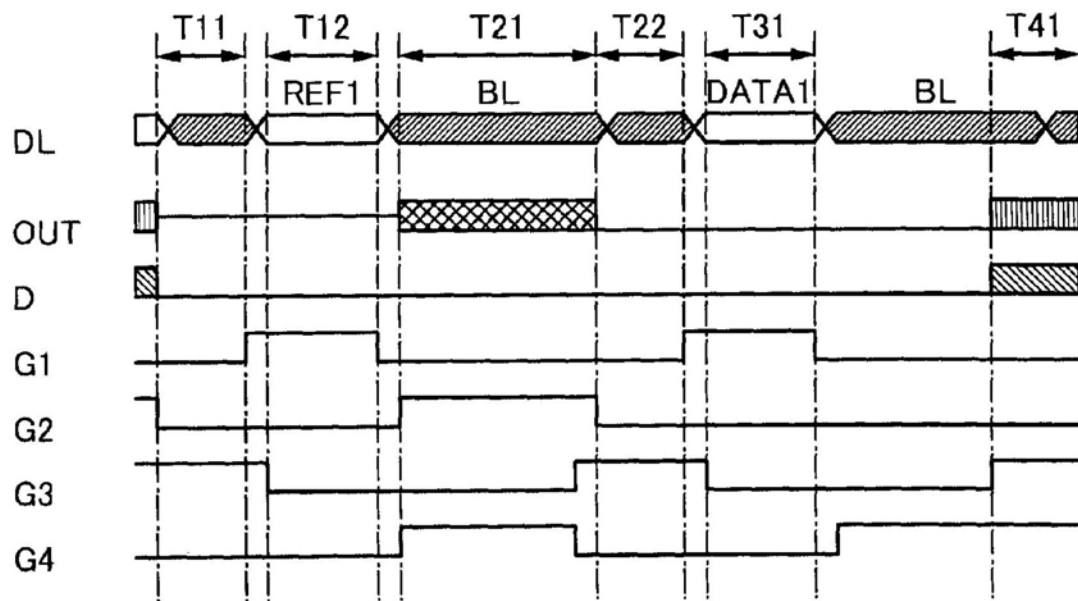 T11 T12 T21 T22 T31 T41
REF1 BL DATA1 BL
DL
OUT
D
G1
G2
G3
G4